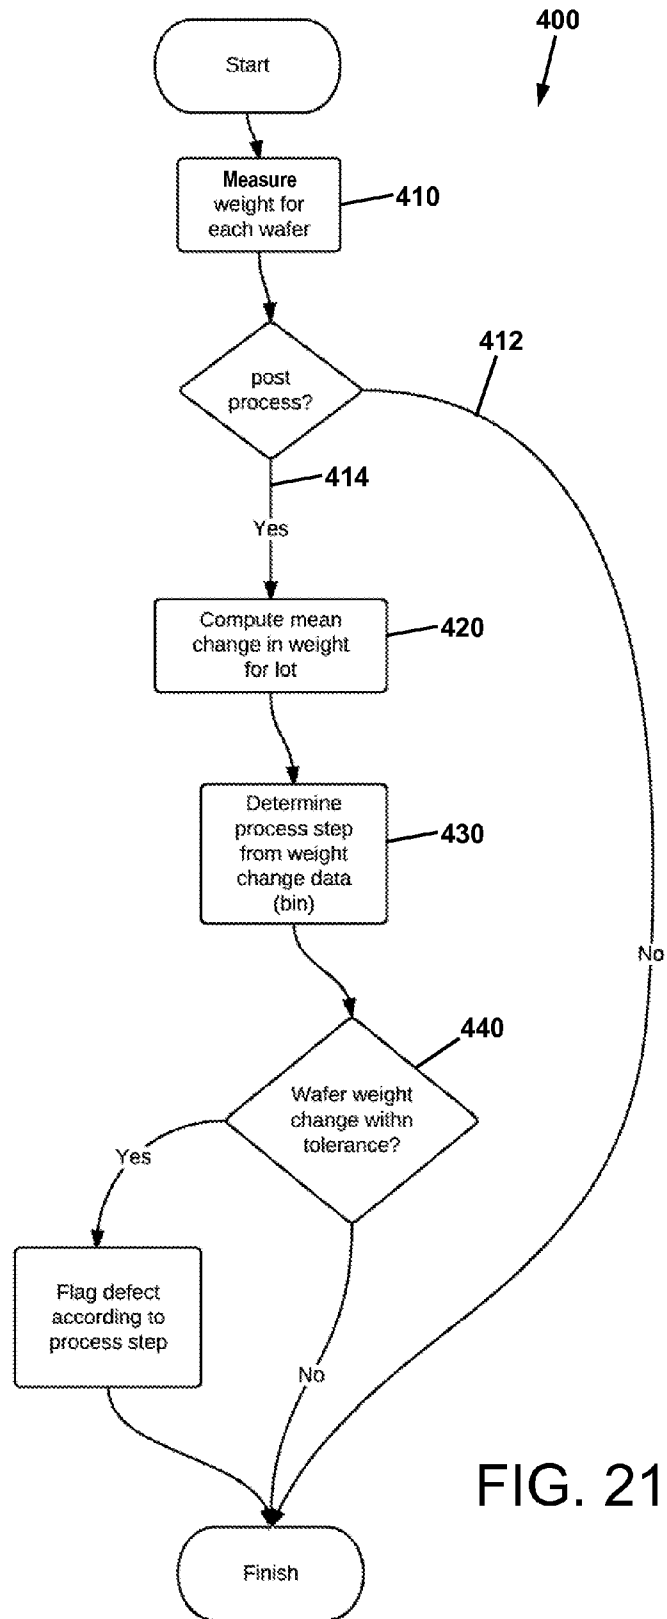 400
Start
Measure
weight for
each wafer
410
412
post
process?
414
Yes
Compute mean
change in weight
for lot
420
Determine
process step
from weight
change data
(bin)
430
No
440
Wafer weight
change withn
tolerance?
Yes
Flag defect
according to
process step
No
FIG. 21
Finish